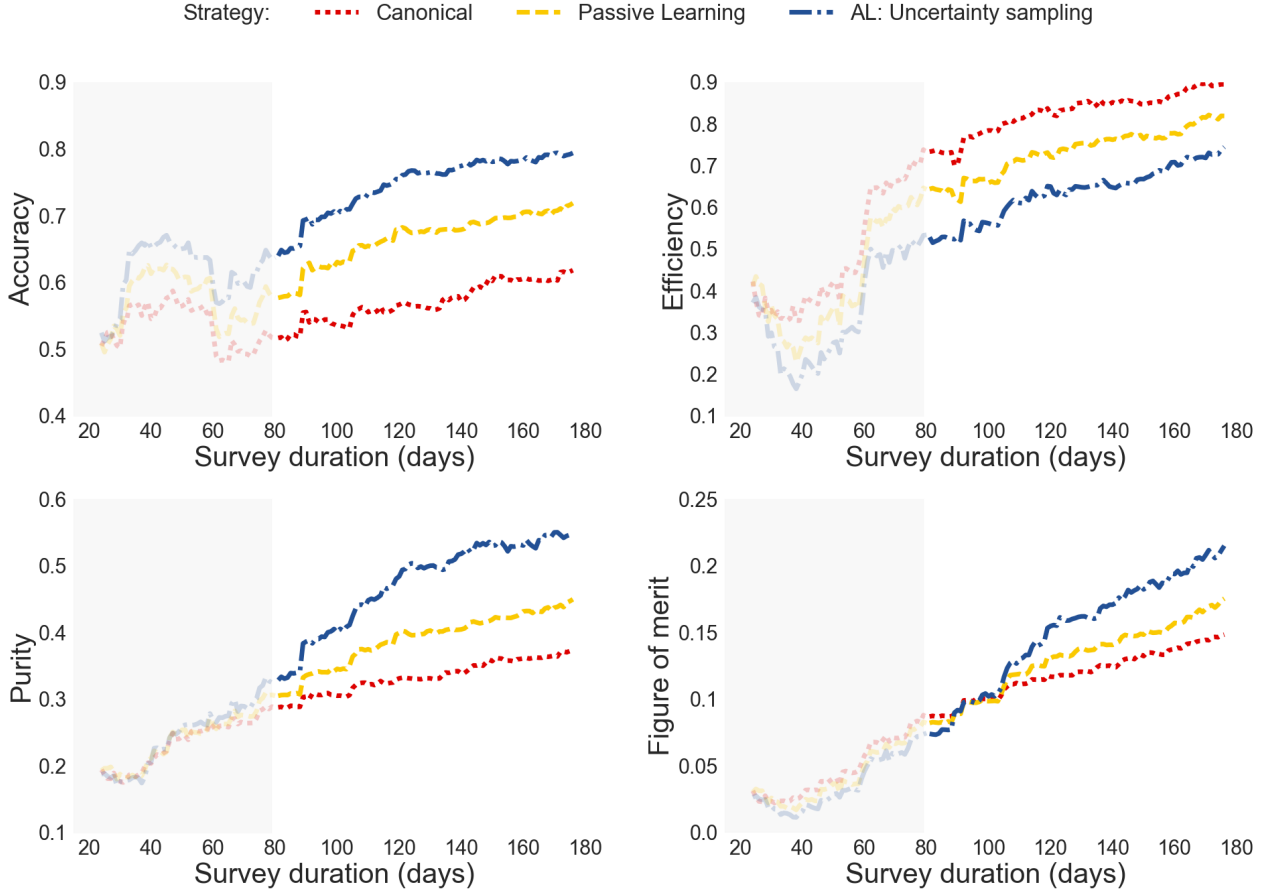 Strategy: Canonical Passive Learning AL: Uncertainty sampling
Accuracy
0.9
0.8
0.7
0.6
0.5
0.4
20 40 60 80 100 120 140 160 180
Survey duration (days)
Efficiency
0.9
0.8
0.7
0.6
0.5
0.4
0.3
0.2
0.1
20 40 60 80 100 120 140 160 180
Survey duration (days)
Purity
0.6
0.5
0.4
0.3
0.2
0.1
20 40 60 80 100 120 140 160 180
Survey duration (days)
Figure of merit
0.25
0.2
0.15
0.1
0.05
0.0
20 40 60 80 100 120 140 160 180
Survey duration (days)